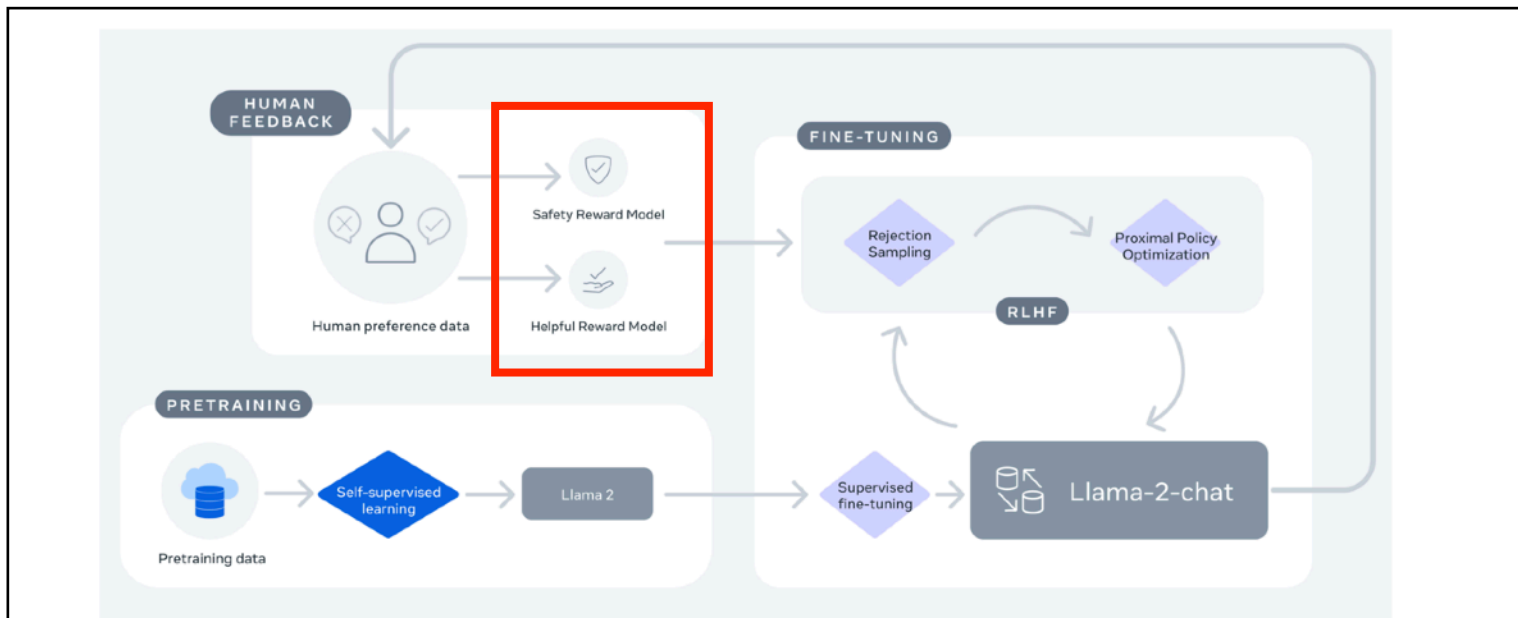 HUMAN
FEEDBACK
Safety Reward Model
Human preference data
Helpful Reward Model
FINE-TUNING
Rejection
Sampling
Proximal Policy
Optimization
RLHF
PRETRAINING
Pretraining data
Self-supervised
learning
Llama 2
Supervised
fine-tuning
Llama-2-chat